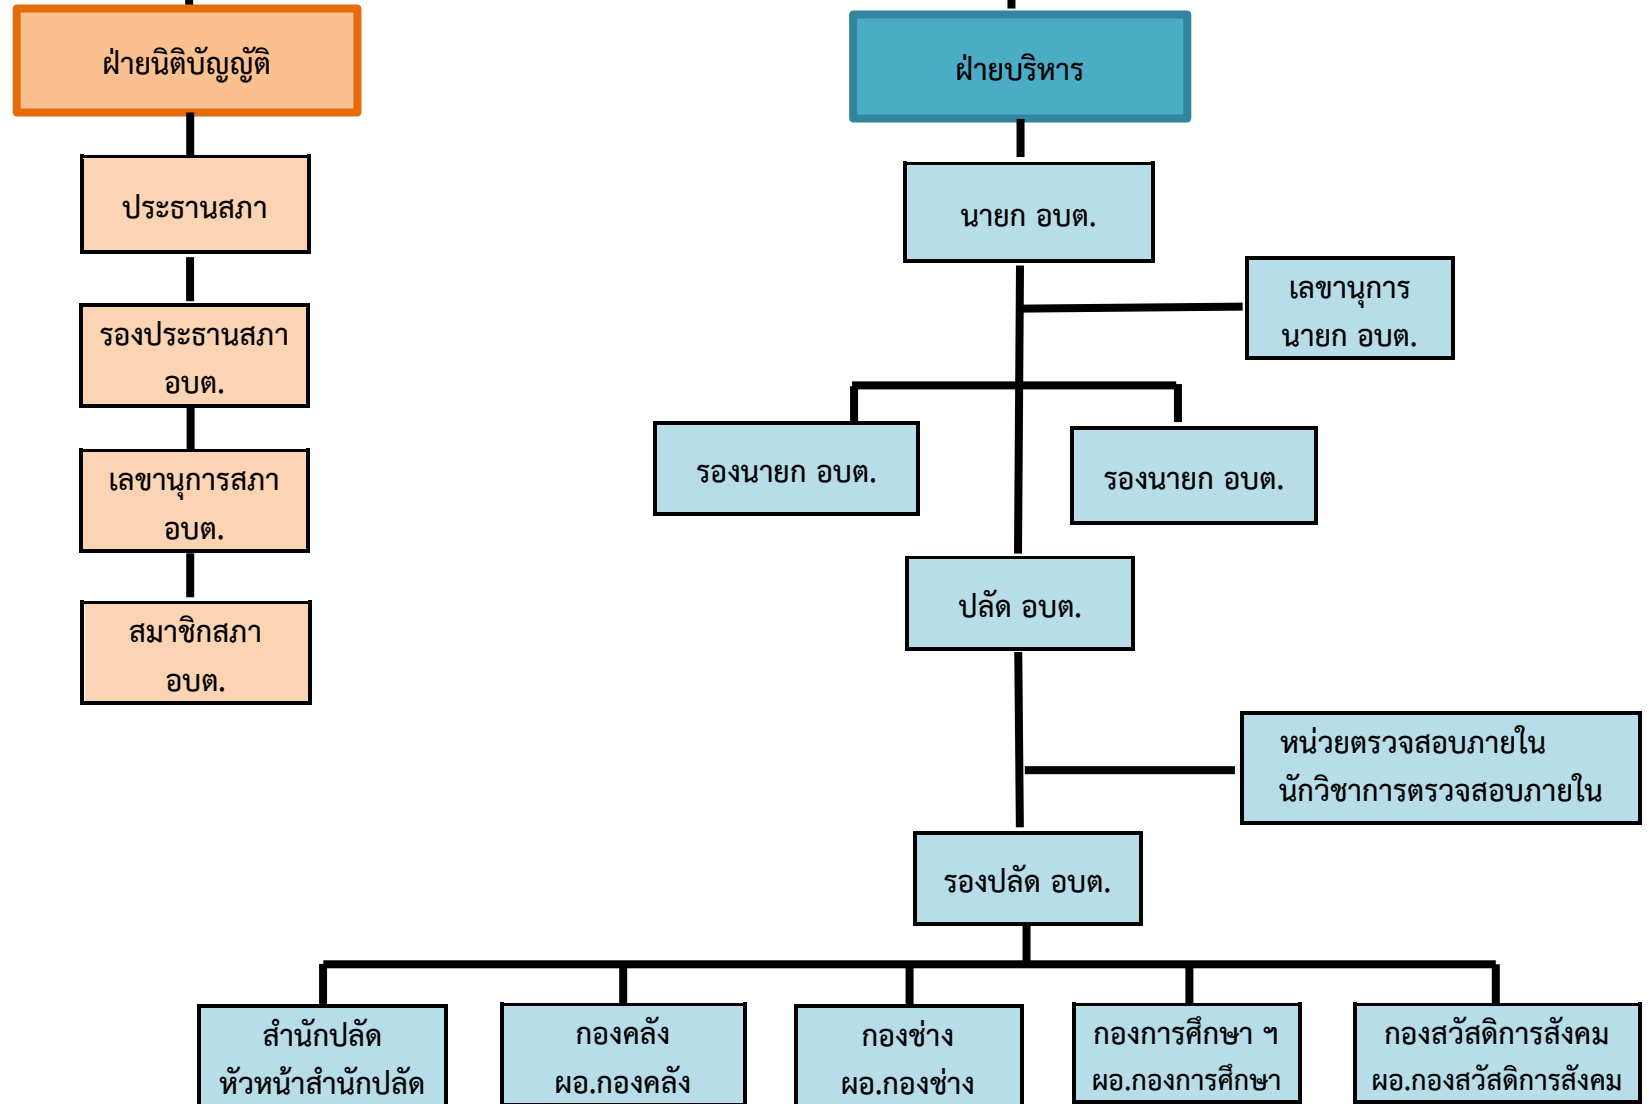 ฝ่ายนิติบัญญัติ
ฝ่ายบริหาร
ประธานสภา
นายก อบต.
เลขานุการ
นายก อบต.
รองประธานสภา
อบต.
รองนายก อบต.
รองนายก อบต.
เลขานุการสภา
อบต.
ปลัด อบต.
สมาชิกสภา
อบต.
หน่วยตรวจสอบภายใน
นักวิชาการตรวจสอบภายใน
รองปลัด อบต.
สำนักปลัด
หัวหน้าสำนักปลัด
กองคลัง
ผอ.กองคลัง
กองช่าง
ผอ.กองช่าง
กองการศึกษา ฯ
ผอ.กองการศึกษา
กองสวัสดิการสังคม
ผอ.กองสวัสดิการสังคม